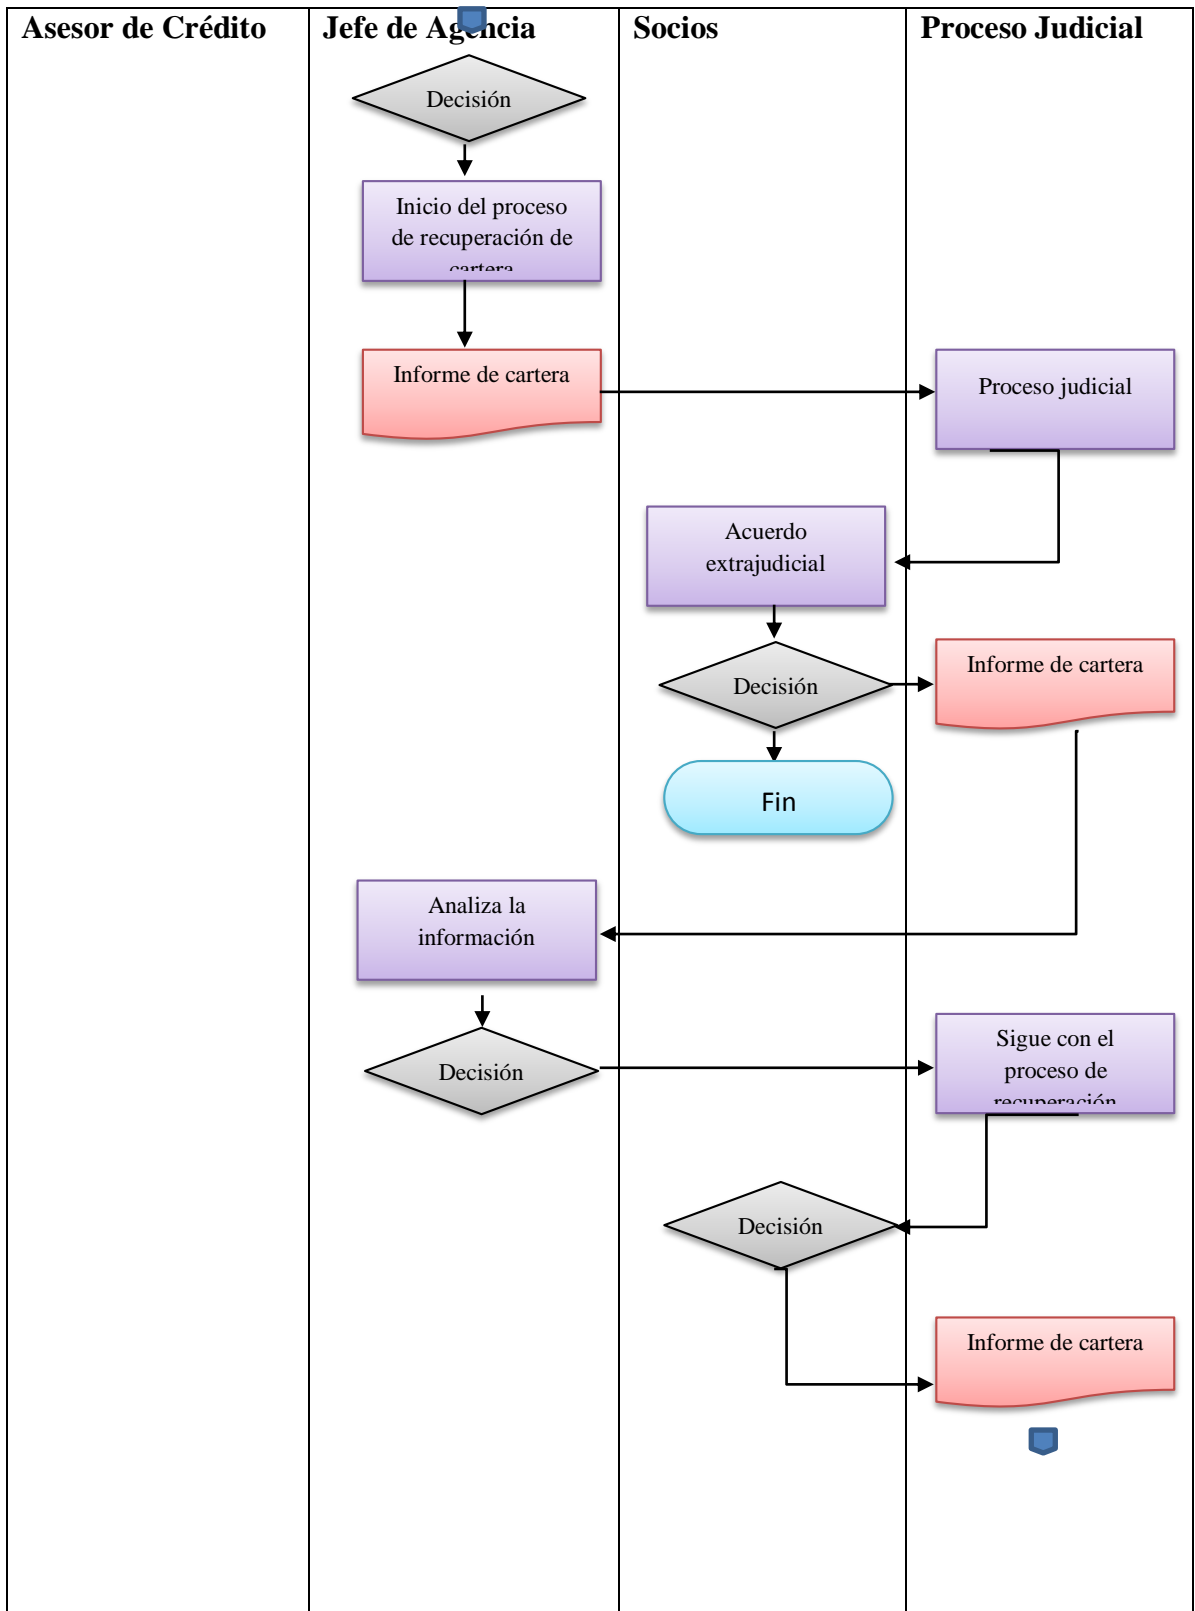 Asesor de Crédito
Jefe de Agencia
Socios
Proceso Judicial
Decisión
Inicio del proceso
de recuperación de
cartera
Informe de cartera
Proceso judicial
Acuerdo
extrajudicial
Decisión
Informe de cartera
Fin
Analiza la
información
Decisión
Sigue con el
proceso de
recuperación
Decisión
Informe de cartera